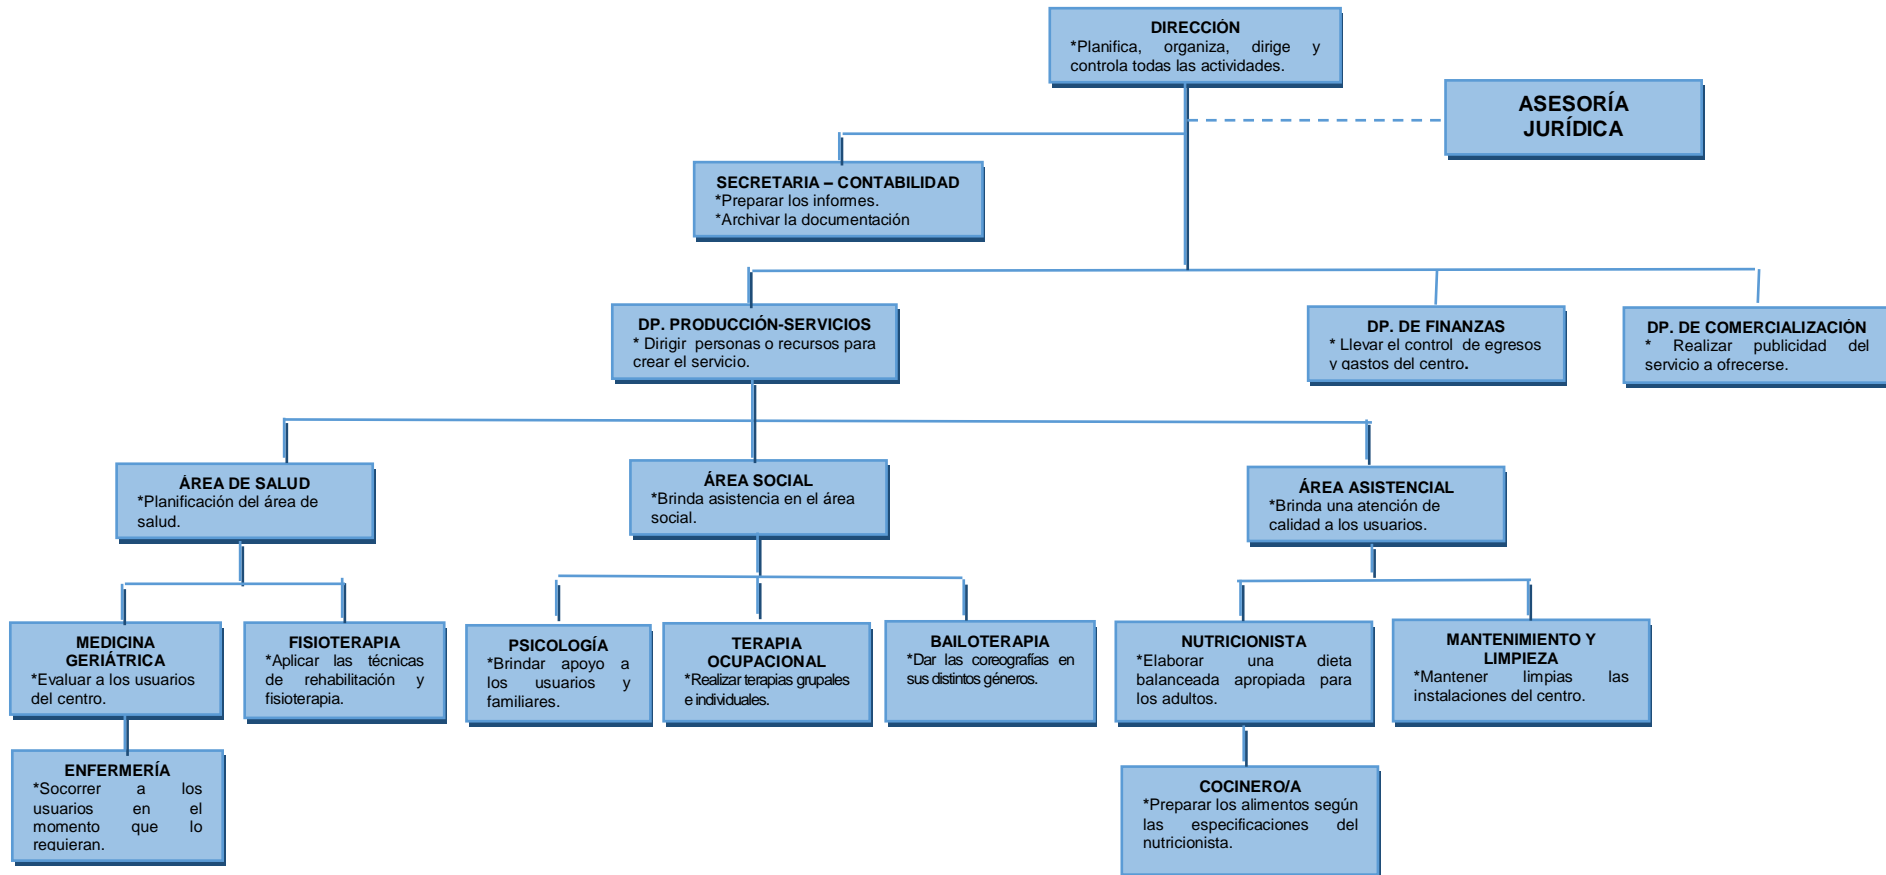 DIRECCIÓN
*Planifica, organiza, dirige y
controla todas las actividades.
ASESORÍA
JURÍDICA
SECRETARIA – CONTABILIDAD
*Preparar los informes.
*Archivar la documentación
DP. PRODUCCIÓN-SERVICIOS
* Dirigir personas o recursos para
crear el servicio.
DP. DE FINANZAS
* Llevar el control de egresos
y gastos del centro.
DP. DE COMERCIALIZACIÓN
* Realizar publicidad del
servicio a ofrecerse.
ÁREA DE SALUD
*Planificación del área de
salud.
ÁREA SOCIAL
*Brinda asistencia en el área
social.
ÁREA ASISTENCIAL
*Brinda una atención de
calidad a los usuarios.
MEDICINA
GERIÁTRICA
*Evaluar a los usuarios
del centro.
FISIOTERAPIA
*Aplicar las técnicas
de rehabilitación y
fisioterapia.
PSICOLOGÍA
*Brindar apoyo a
los usuarios y
familiares.
TERAPIA
OCUPACIONAL
*Realizar terapias grupales
e individuales.
BAILOTERAPIA
*Dar las coreografías en
sus distintos géneros.
NUTRICIONISTA
*Elaborar una dieta
balanceada apropiada para
los adultos.
MANTENIMIENTO Y
LIMPIEZA
*Mantener limpias las
instalaciones del centro.
ENFERMERÍA
*Socorrer a los
usuarios en el
momento que lo
requieran.
COCINERO/A
*Preparar los alimentos según
las especificaciones del
nutricionista.